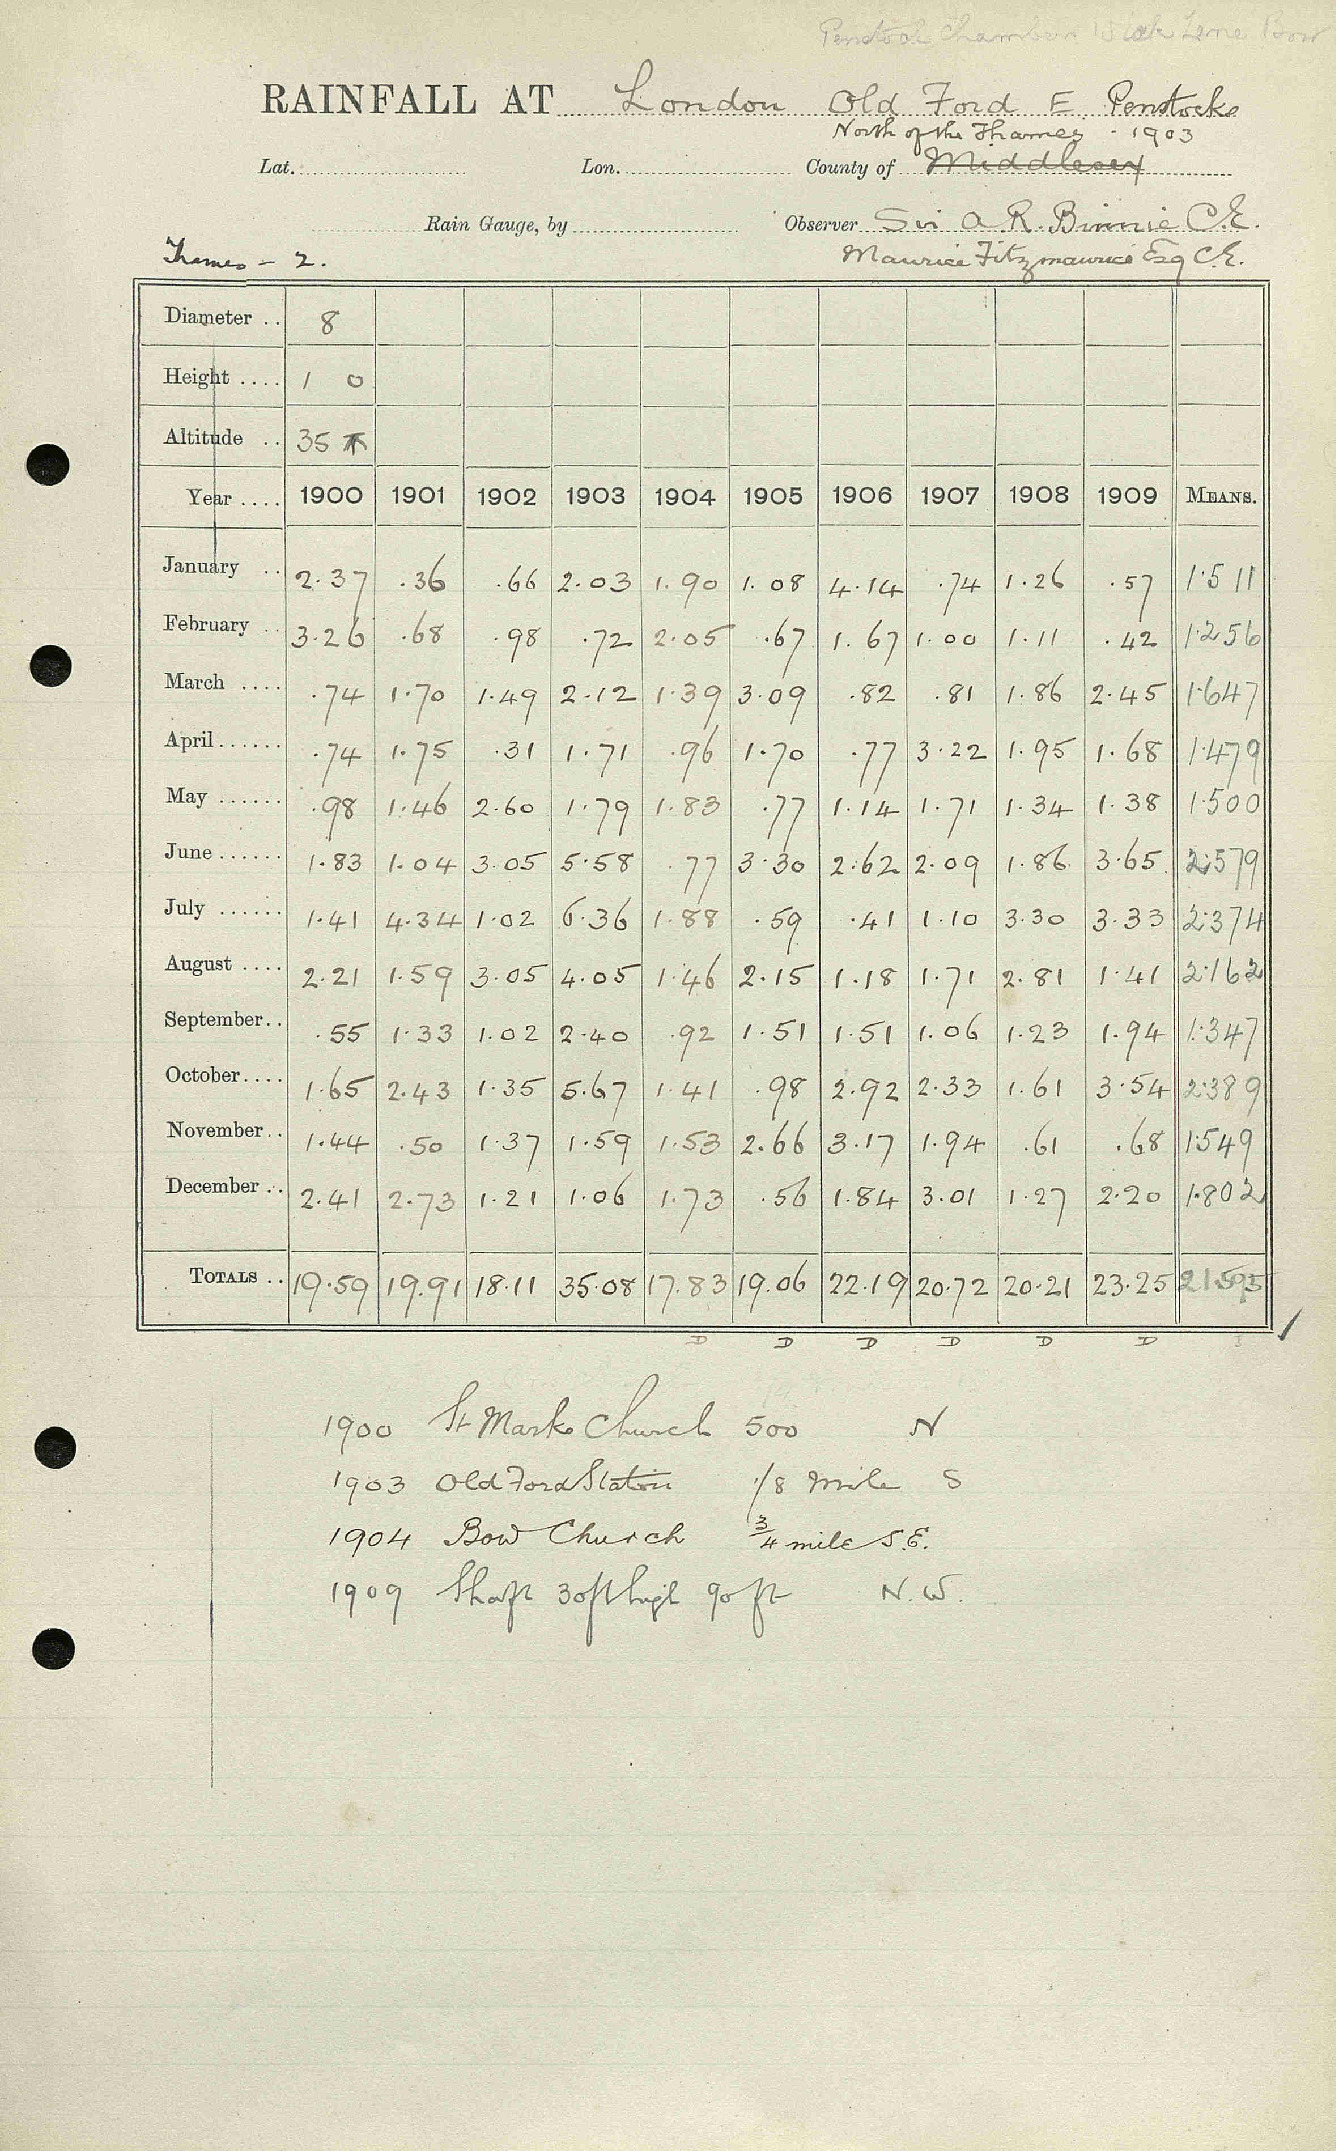 Penstock Chambers Wick Lane Bow
RAINFALL AT London Old Ford E. Penstocks
North of the Thames - 1903
Lat. Lon. County of Middlesex
Rain Gauge, by Observer Sir A. R. Binnie C.E.
Thames - 2. Maurice Fitzmaurice Esq C.E.
Diameter .. 8
Height .... 1 0
Altitude .. 35
Year .... 1900 1901 1902 1903 1904 1905 1906 1907 1908 1909 MEANS.
January .. 2.37 .36 .66 2.03 1.90 1.08 4.14 .74 1.26 .57 1.511
February .. 3.26 .68 .98 .72 2.05 .67 1.67 1.00 1.11 .42 1.256
March .... .74 1.70 1.49 2.12 1.39 3.09 .82 .81 1.86 2.45 1.647
April ...... .74 1.75 .31 1.71 .96 1.70 .77 3.22 1.95 1.68 1.479
May ...... .98 1.46 2.60 1.79 1.83 .77 1.14 1.71 1.34 1.38 1.500
June ...... 1.83 1.04 3.05 5.58 .77 3.30 2.62 2.09 1.86 3.65 2.579
July ...... 1.41 4.34 1.02 6.36 1.88 .59 .41 1.10 3.30 3.33 2.374
August .... 2.21 1.59 3.05 4.05 1.46 2.15 1.18 1.71 2.81 1.41 2.162
September .. .55 1.33 1.02 2.40 .92 1.51 1.51 1.06 1.23 1.94 1.347
October .... 1.65 2.43 1.35 5.67 1.41 .98 2.92 2.33 1.61 3.54 2.389
November .. 1.44 .50 1.37 1.59 1.53 2.66 3.17 1.94 .61 .68 1.549
December .. 2.41 2.73 1.21 1.06 1.73 .56 1.84 3.01 1.27 2.20 1.802
TOTALS .. 19.59 19.91 18.11 35.08 17.83 19.06 22.19 20.72 20.21 23.25 21.595
D D D D D D
1900 St Marks Church 500 N
1903 Old Ford Station 1/8 Mile S
1904 Bow Church 3/4 mile S.E.
1909 Shaft 30ft high 90 ft N.W.